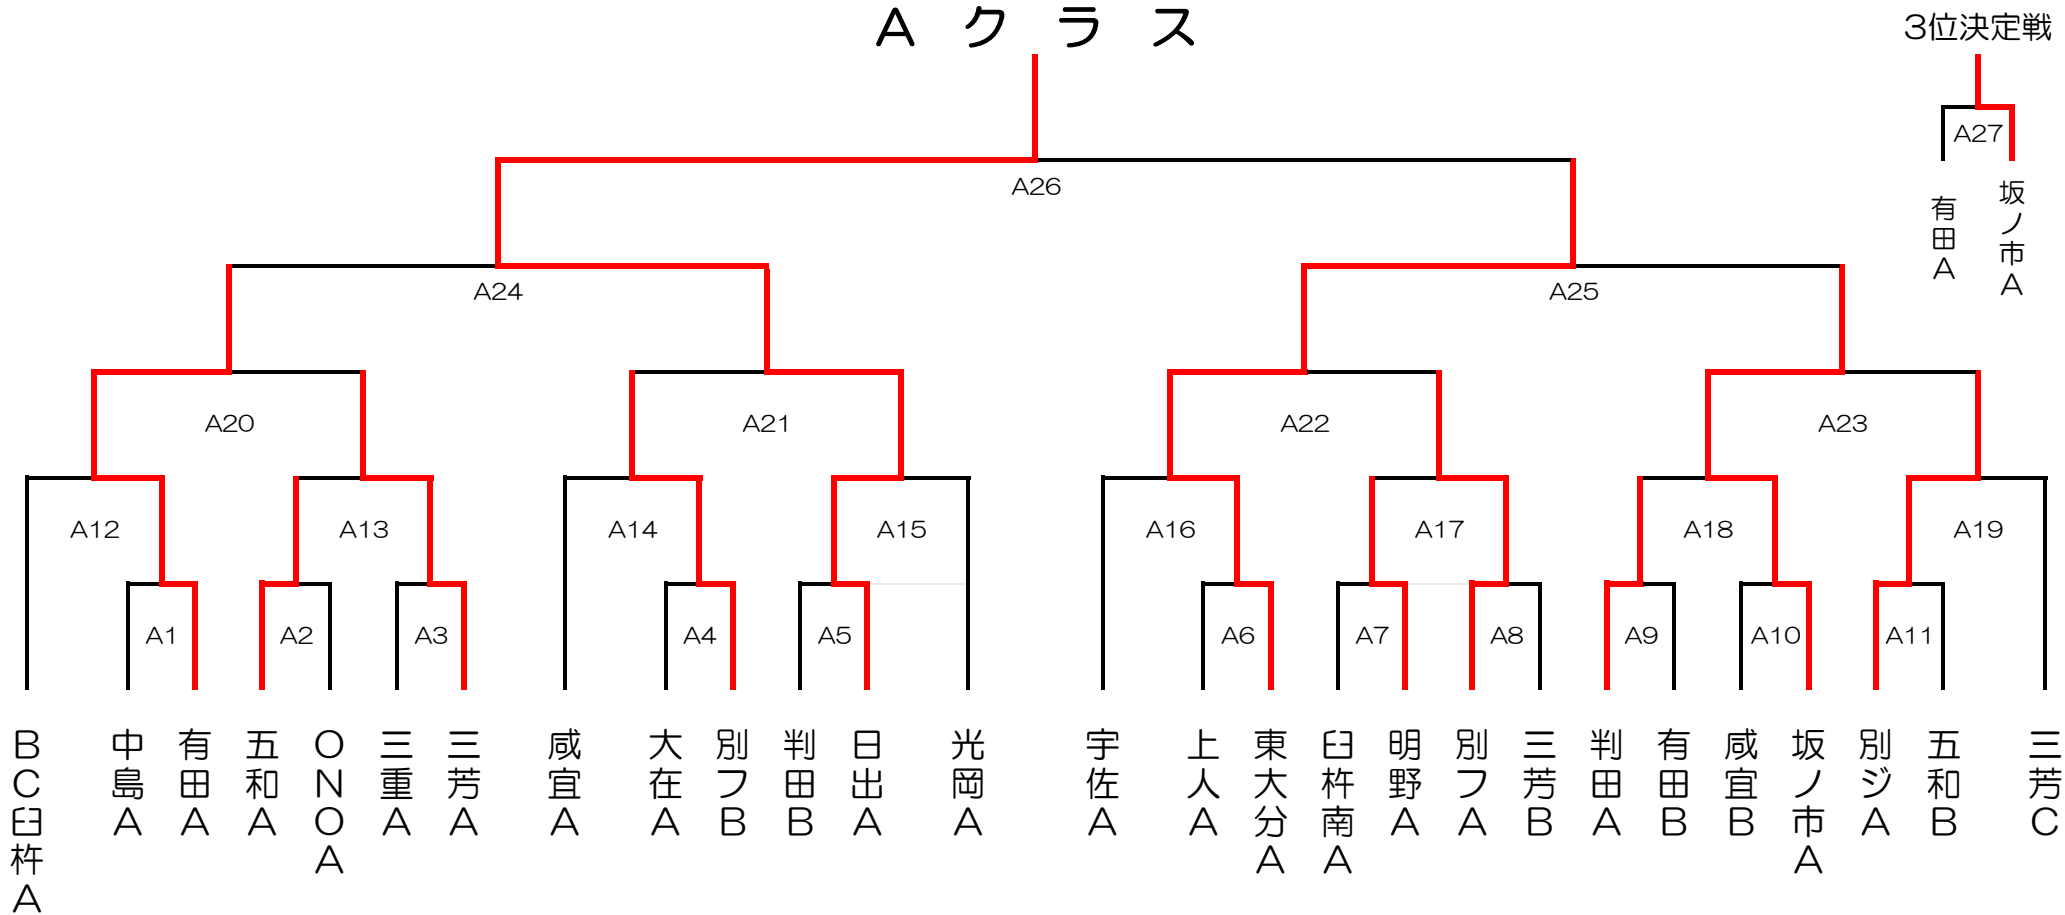 A クラス
3位決定戦
A27
有田A
坂ノ市A
A26
A24
A25
A20
A21
A22
A23
A12
A13
A14
A15
A16
A17
A18
A19
A1
A2
A3
A4
A5
A6
A7
A8
A9
A10
A11
BC臼杵A
中島A
有田A
五和A
ONOA
三重A
三芳A
咸宜A
大在A
別フB
判田B
日出A
光岡A
宇佐A
上人A
東大分A
臼杵南A
明野A
別フA
三芳B
判田A
有田B
咸宜B
坂ノ市A
別ジA
五和B
三芳C